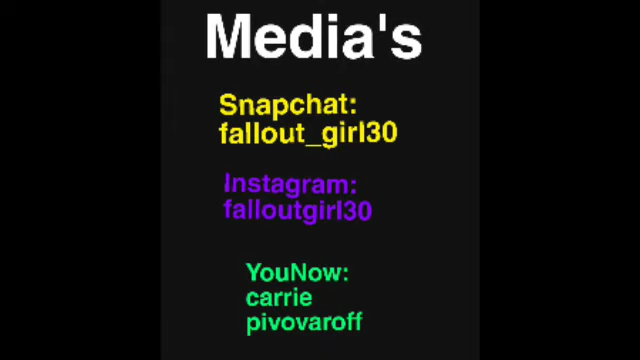 Media's
Snapchat:
fallout_girl30
Instagram:
falloutgirl30
YouNow:
carrie
pivovaroff